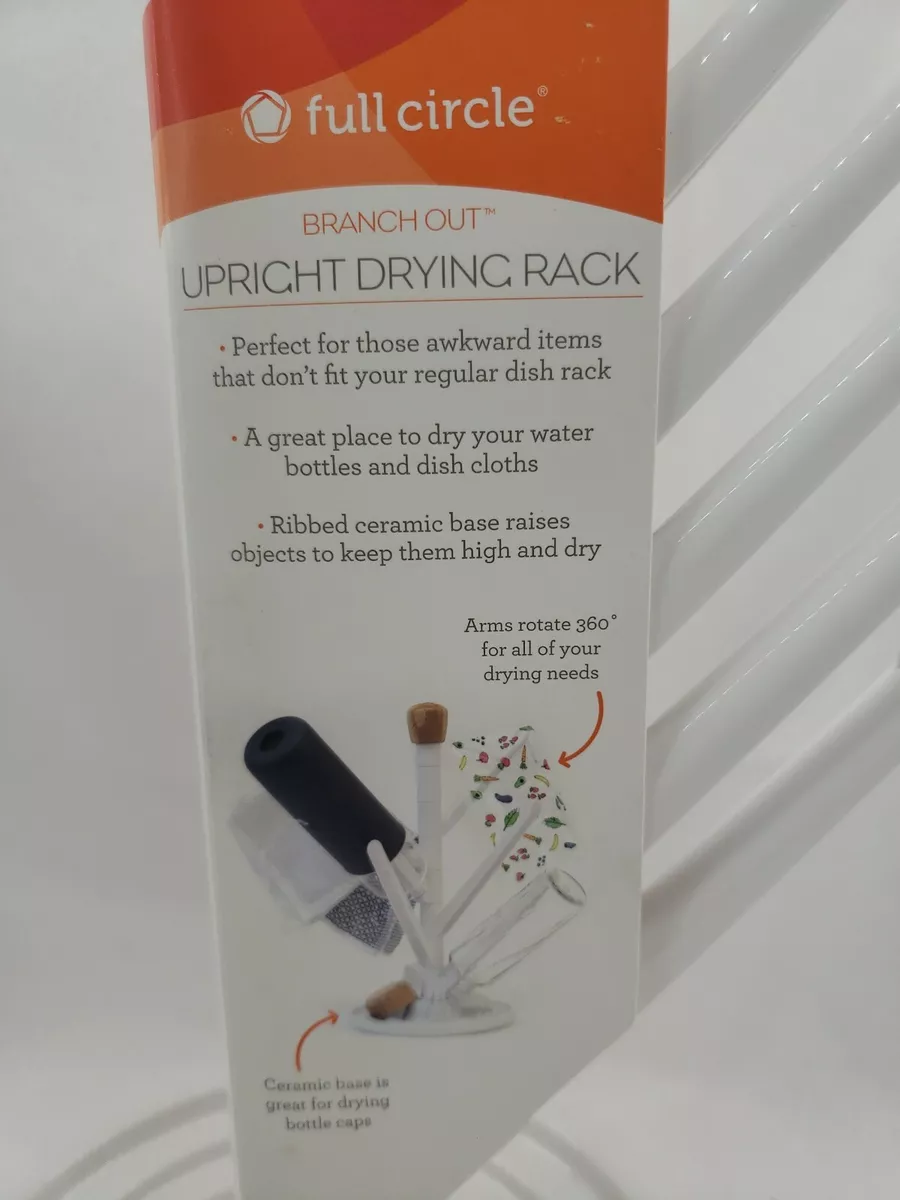 full circle®
BRANCH OUT™
UPRIGHT DRYING RACK
• Perfect for those awkward items
that don't fit your regular dish rack
• A great place to dry your water
bottles and dish cloths
• Ribbed ceramic base raises
objects to keep them high and dry
Arms rotate 360°
for all of your
drying needs
Ceramic base is
great for drying
bottle caps